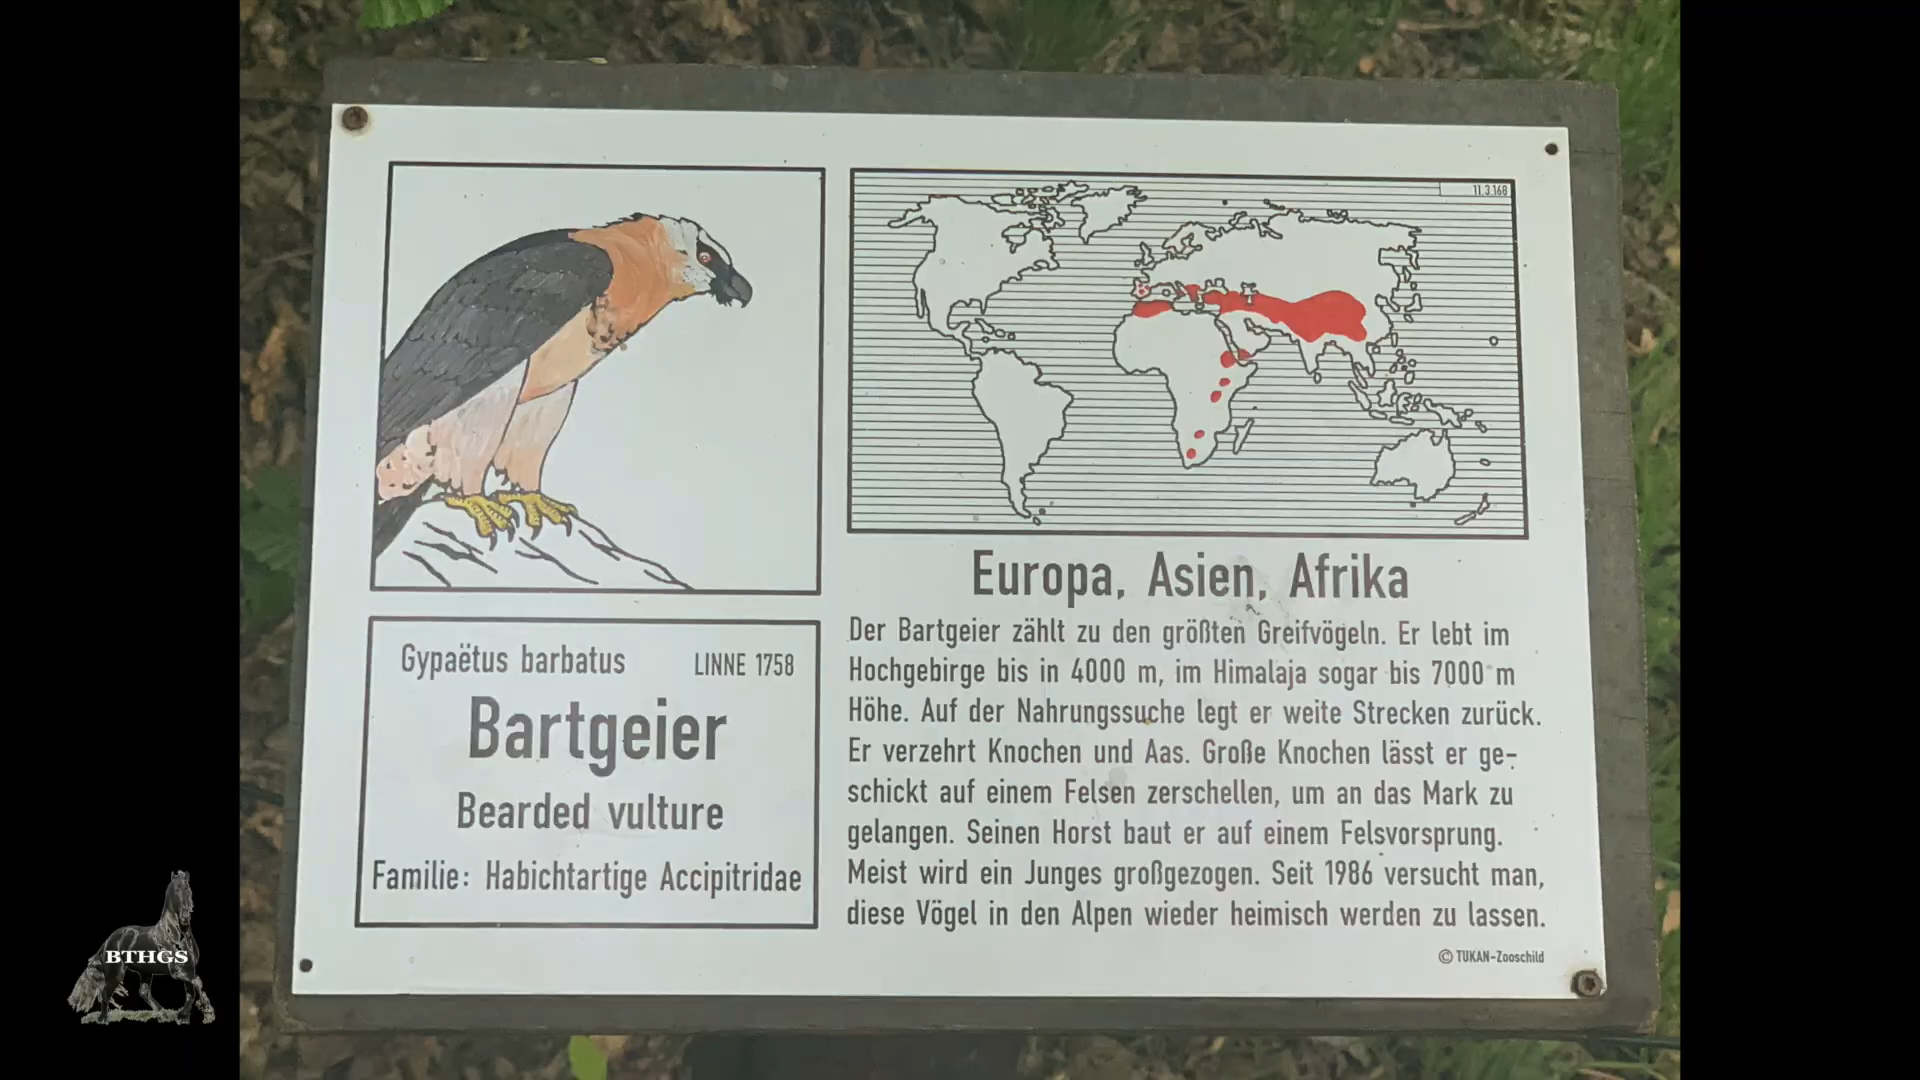 11.3.168
Gypaëtus barbatus LINNE 1758
Bartgeier
Bearded vulture
Familie: Habichtartige Accipitridae
Europa, Asien, Afrika
Der Bartgeier zählt zu den größten Greifvögeln. Er lebt im
Hochgebirge bis in 4000 m, im Himalaja sogar bis 7000 m
Höhe. Auf der Nahrungssuche legt er weite Strecken zurück.
Er verzehrt Knochen und Aas. Große Knochen lässt er ge-
schickt auf einem Felsen zerschellen, um an das Mark zu
gelangen. Seinen Horst baut er auf einem Felsvorsprung.
Meist wird ein Junges großgezogen. Seit 1986 versucht man,
diese Vögel in den Alpen wieder heimisch werden zu lassen.
© TUKAN-Zooschild
BTHGS